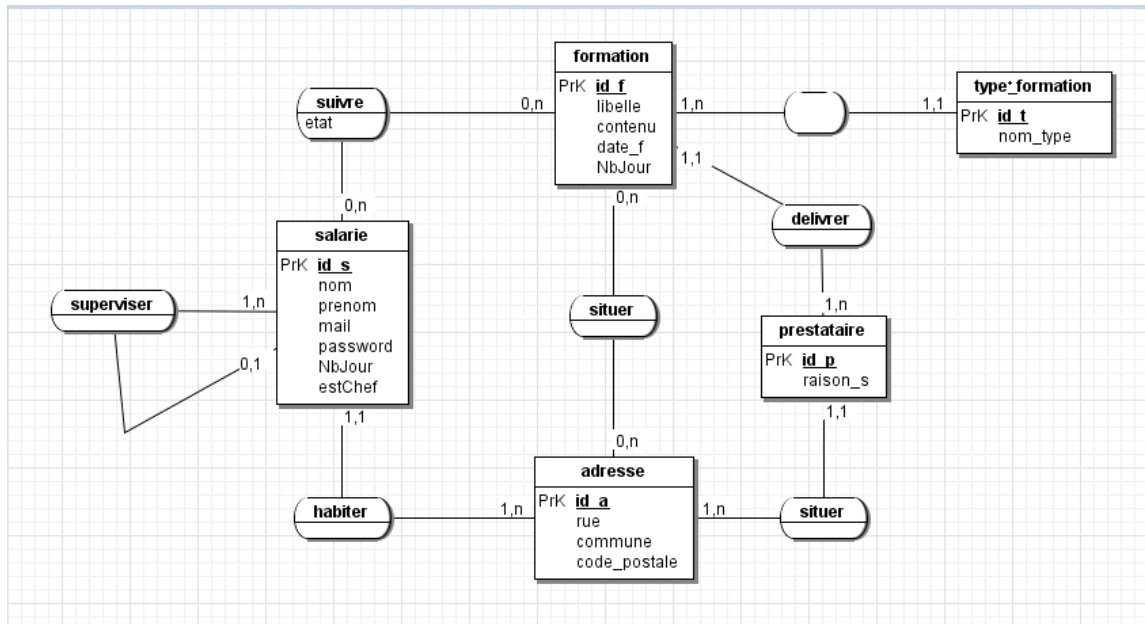 formation
PrK id_f
libelle
contenu
date_f
NbJour
type*_formation
PrK id_t
nom_type
suivre
etat
0,n
1,n
1,1
1,1
0,n
0,n
delivrer
salarie
PrK id_s
nom
prenom
mail
password
NbJour
estChef
superviser
1,n
0,1
1,1
situer
1,n
prestataire
PrK id_p
raison_s
1,1
0,n
adresse
PrK id_a
rue
commune
code_postale
habiter
1,n
1,n
situer